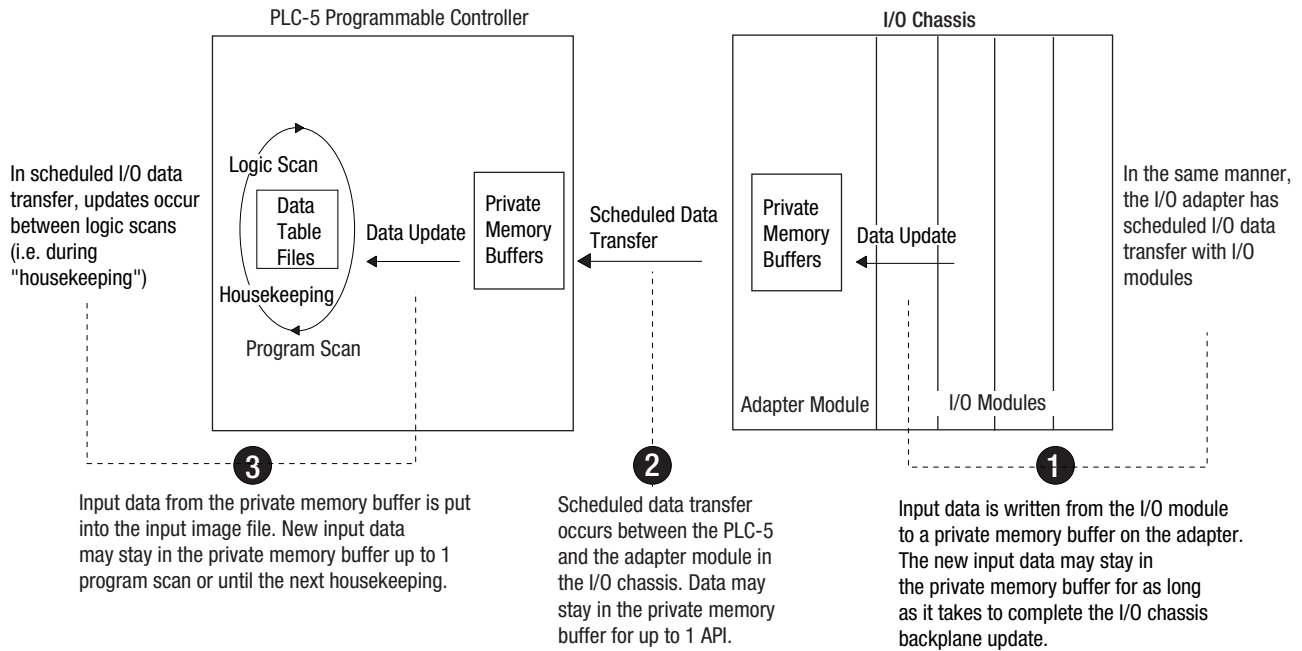 PLC-5 Programmable Controller
I/O Chassis
In scheduled I/O data
transfer, updates occur
between logic scans
(i.e. during
"housekeeping")
Logic Scan
Data
Table
Files
Housekeeping
Program Scan
Data Update
Private
Memory
Buffers
Scheduled Data
Transfer
Private
Memory
Buffers
Data Update
Adapter Module
I/O Modules
In the same manner,
the I/O adapter has
scheduled I/O data
transfer with I/O
modules
3
Input data from the private memory buffer is put
into the input image file. New input data
may stay in the private memory buffer up to 1
program scan or until the next housekeeping.
2
Scheduled data transfer
occurs between the PLC-5
and the adapter module in
the I/O chassis. Data may
stay in the private memory
buffer for up to 1 API.
1
Input data is written from the I/O module
to a private memory buffer on the adapter.
The new input data may stay in
the private memory buffer for as long
as it takes to complete the I/O chassis
backplane update.